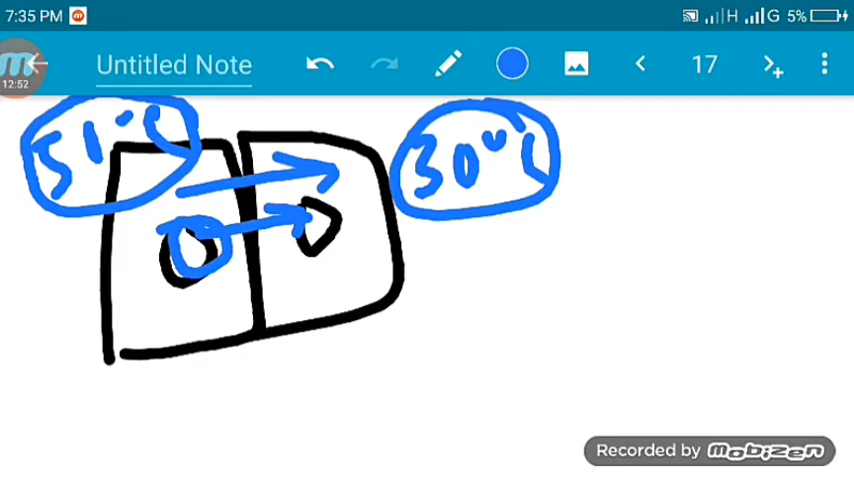 7:35 PM H G 5%
12:52 Untitled Note 17
51°C 30°C
Recorded by Mobizen